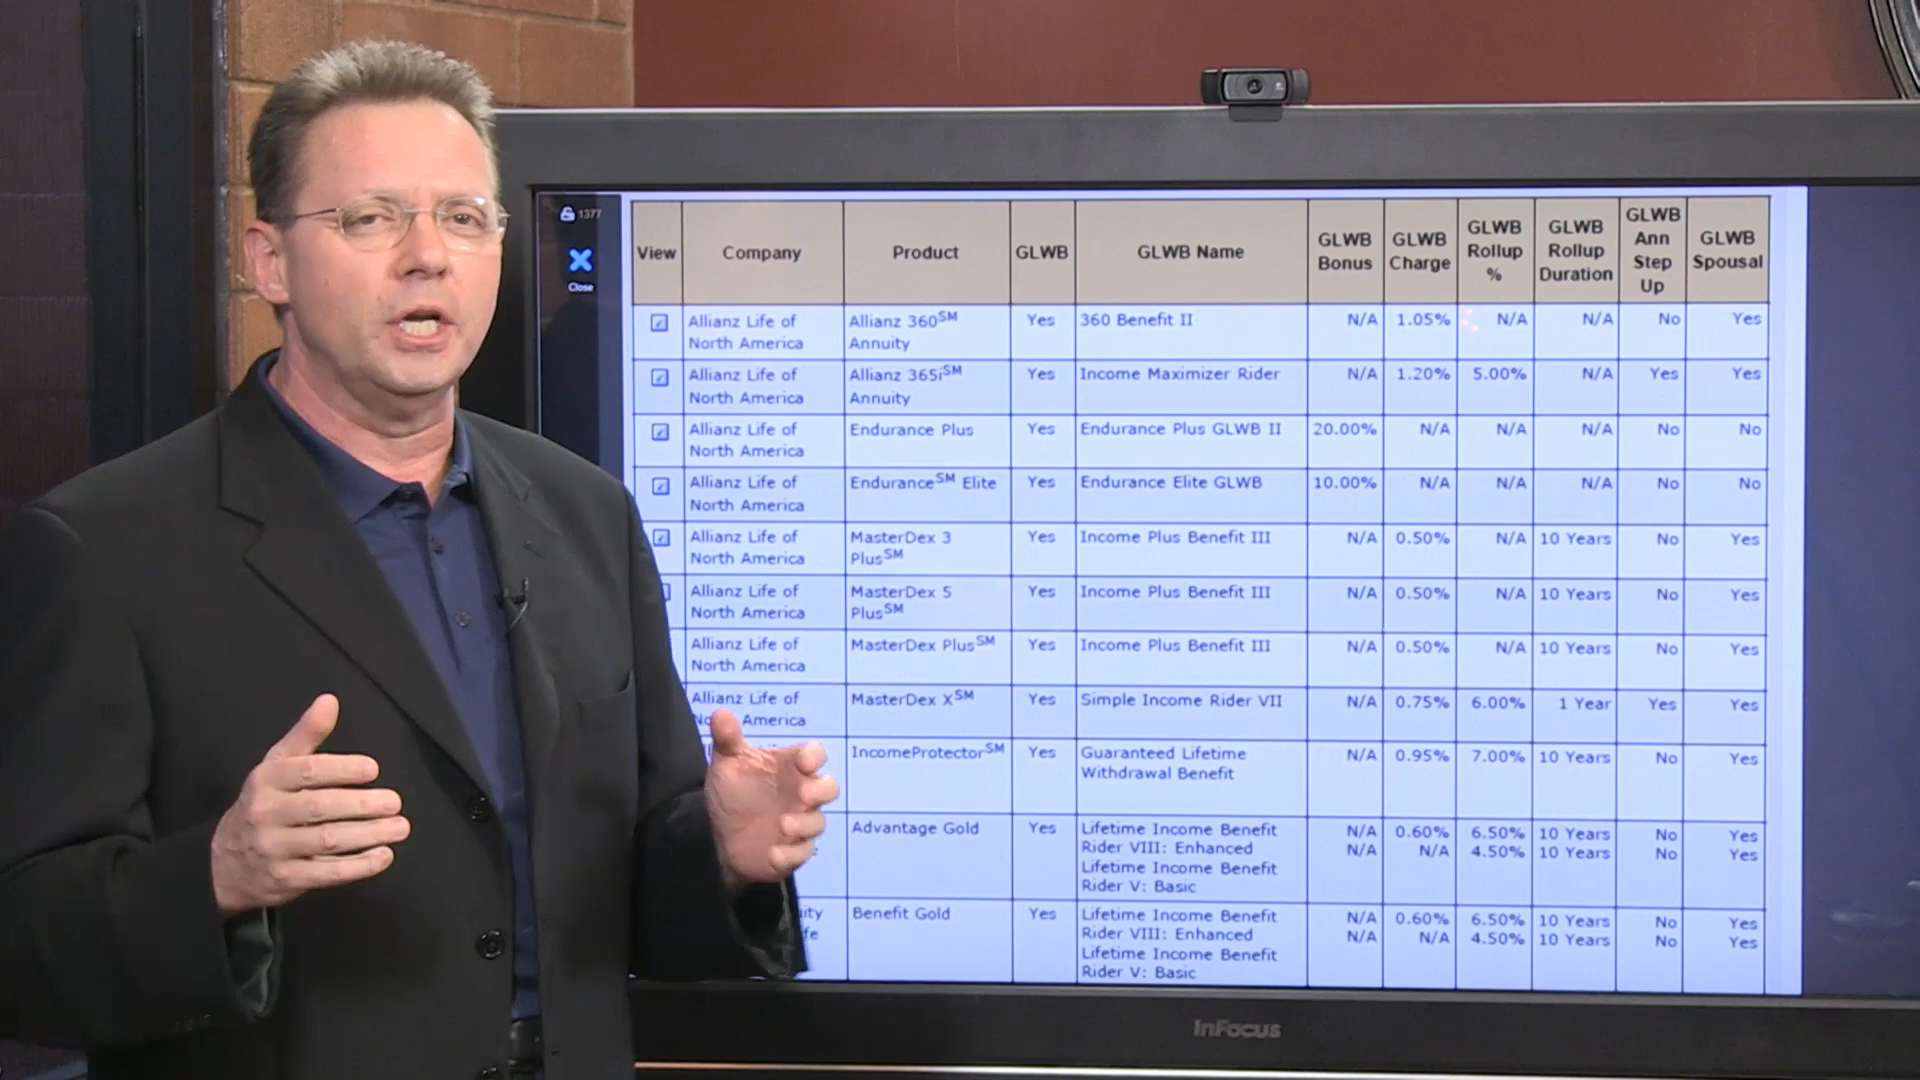 1377
Close
View
Company
Product
GLWB
GLWB Name
GLWB
Bonus
GLWB
Charge
GLWB
Rollup
%
GLWB
Rollup
Duration
GLWB
Ann
Step
Up
GLWB
Spousal
Allianz Life of Allianz 360SM Yes 360 Benefit II N/A 1.05% N/A N/A No Yes
North America Annuity
Allianz Life of Allianz 365iSM Yes Income Maximizer Rider N/A 1.20% 5.00% N/A Yes Yes
North America Annuity
Allianz Life of Endurance Plus Yes Endurance Plus GLWB II 20.00% N/A N/A N/A No No
North America
Allianz Life of EnduranceSM Elite Yes Endurance Elite GLWB 10.00% N/A N/A N/A No No
North America
Allianz Life of MasterDex 3 Yes Income Plus Benefit III N/A 0.50% N/A 10 Years No Yes
North America PlusSM
Allianz Life of MasterDex 5 Yes Income Plus Benefit III N/A 0.50% N/A 10 Years No Yes
North America PlusSM
Allianz Life of MasterDex PlusSM Yes Income Plus Benefit III N/A 0.50% N/A 10 Years No Yes
North America
Allianz Life of MasterDex XSM Yes Simple Income Rider VII N/A 0.75% 6.00% 1 Year Yes Yes
America
IncomeProtectorSM Yes Guaranteed Lifetime N/A 0.95% 7.00% 10 Years No Yes
Withdrawal Benefit
Advantage Gold Yes Lifetime Income Benefit N/A 0.60% 6.50% 10 Years No Yes
Rider VIII: Enhanced N/A N/A 4.50% 10 Years No Yes
Lifetime Income Benefit
Rider V: Basic
Benefit Gold Yes Lifetime Income Benefit N/A 0.60% 6.50% 10 Years No Yes
Rider VIII: Enhanced N/A N/A 4.50% 10 Years No Yes
Lifetime Income Benefit
Rider V: Basic
InFocus